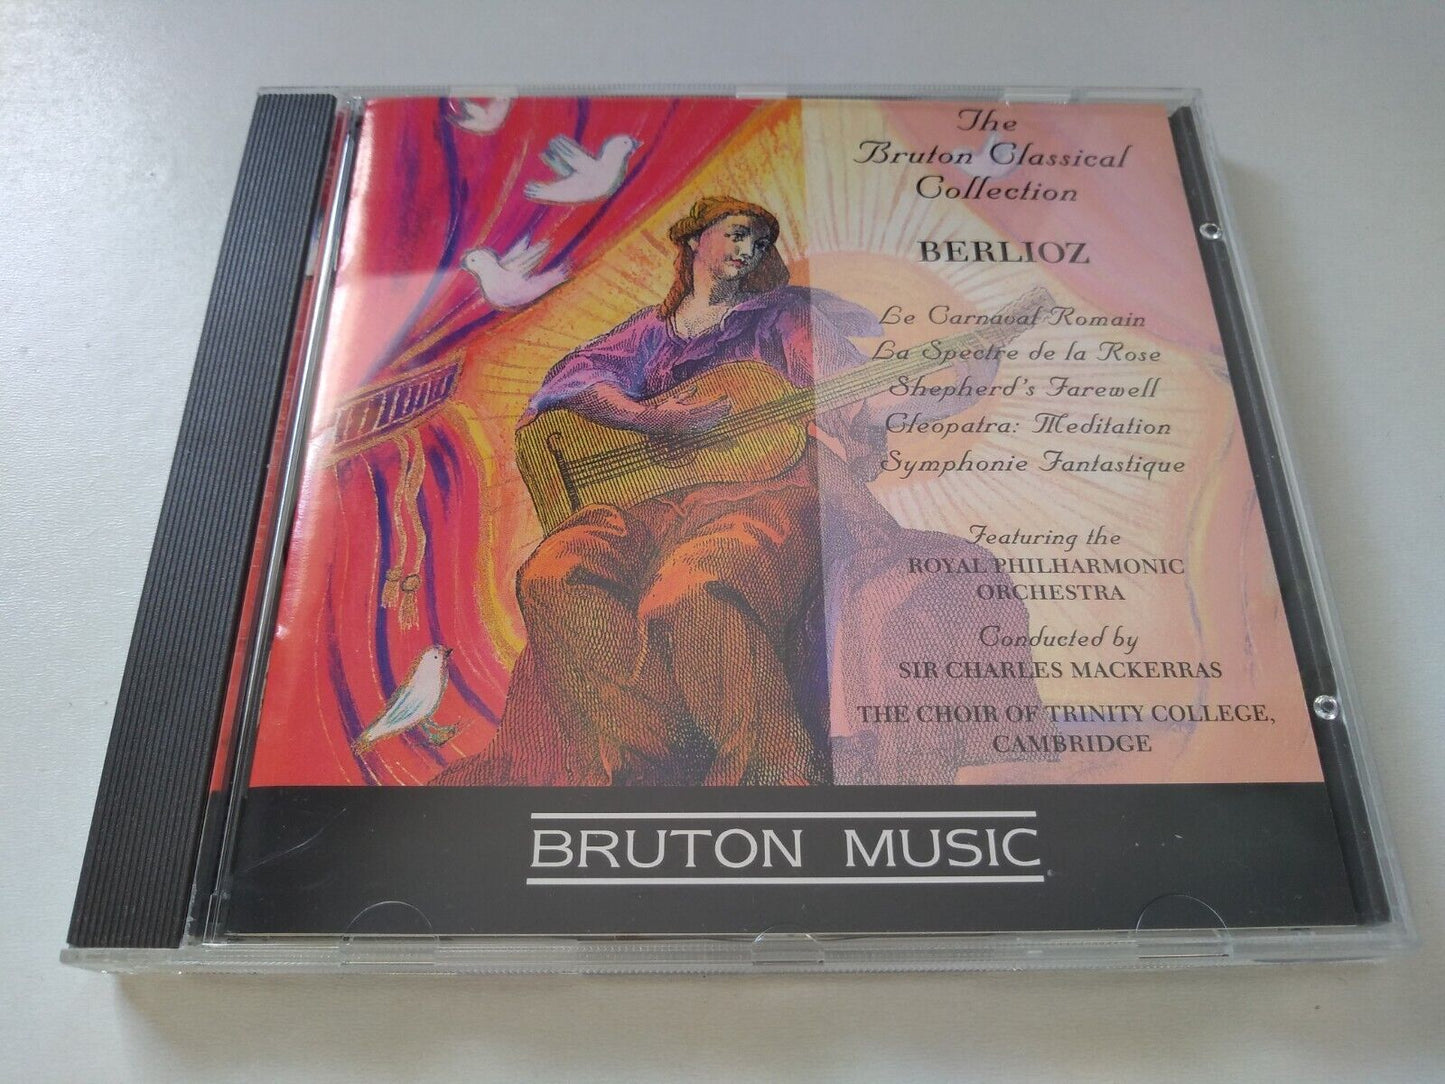 The
Bruton Classical
Collection
BERLIOZ
Le Carnaval Romain
La Spectre de la Rose
Shepherd's Farewell
Cleopatra: Meditation
Symphonie Fantastique
Featuring the
ROYAL PHILHARMONIC
ORCHESTRA
Conducted by
SIR CHARLES MACKERRAS
THE CHOIR OF TRINITY COLLEGE,
CAMBRIDGE
BRUTON MUSIC